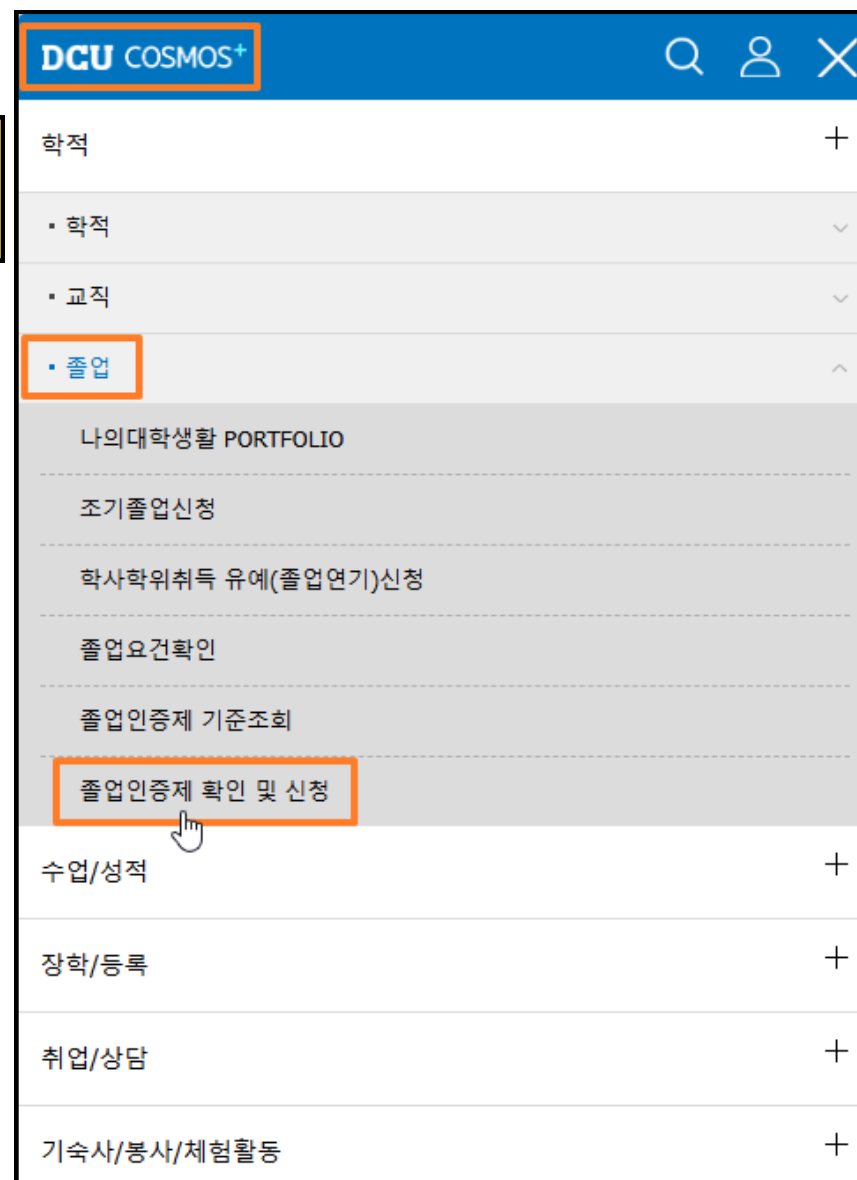 DCU COSMOS+
학적
▪ 학적
▪ 교직
▪ 졸업
나의대학생활 PORTFOLIO
조기졸업신청
학사학위취득 유예(졸업연기)신청
졸업요건확인
졸업인증제 기준조회
졸업인증제 확인 및 신청
수업/성적
장학/등록
취업/상담
기숙사/봉사/체험활동